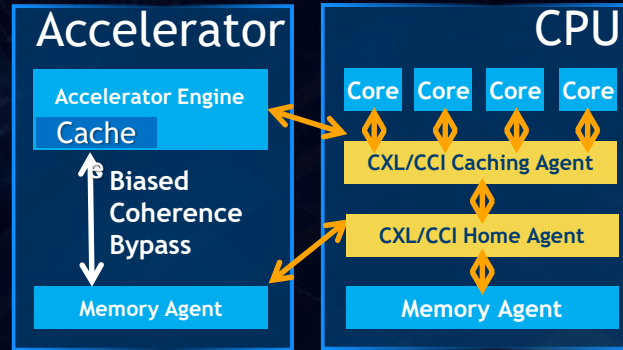 Accelerator
Accelerator Engine
Cache
e
Biased
Coherence
Bypass
Memory Agent
CPU
Core Core Core Core
CXL/CCI Caching Agent
CXL/CCI Home Agent
Memory Agent